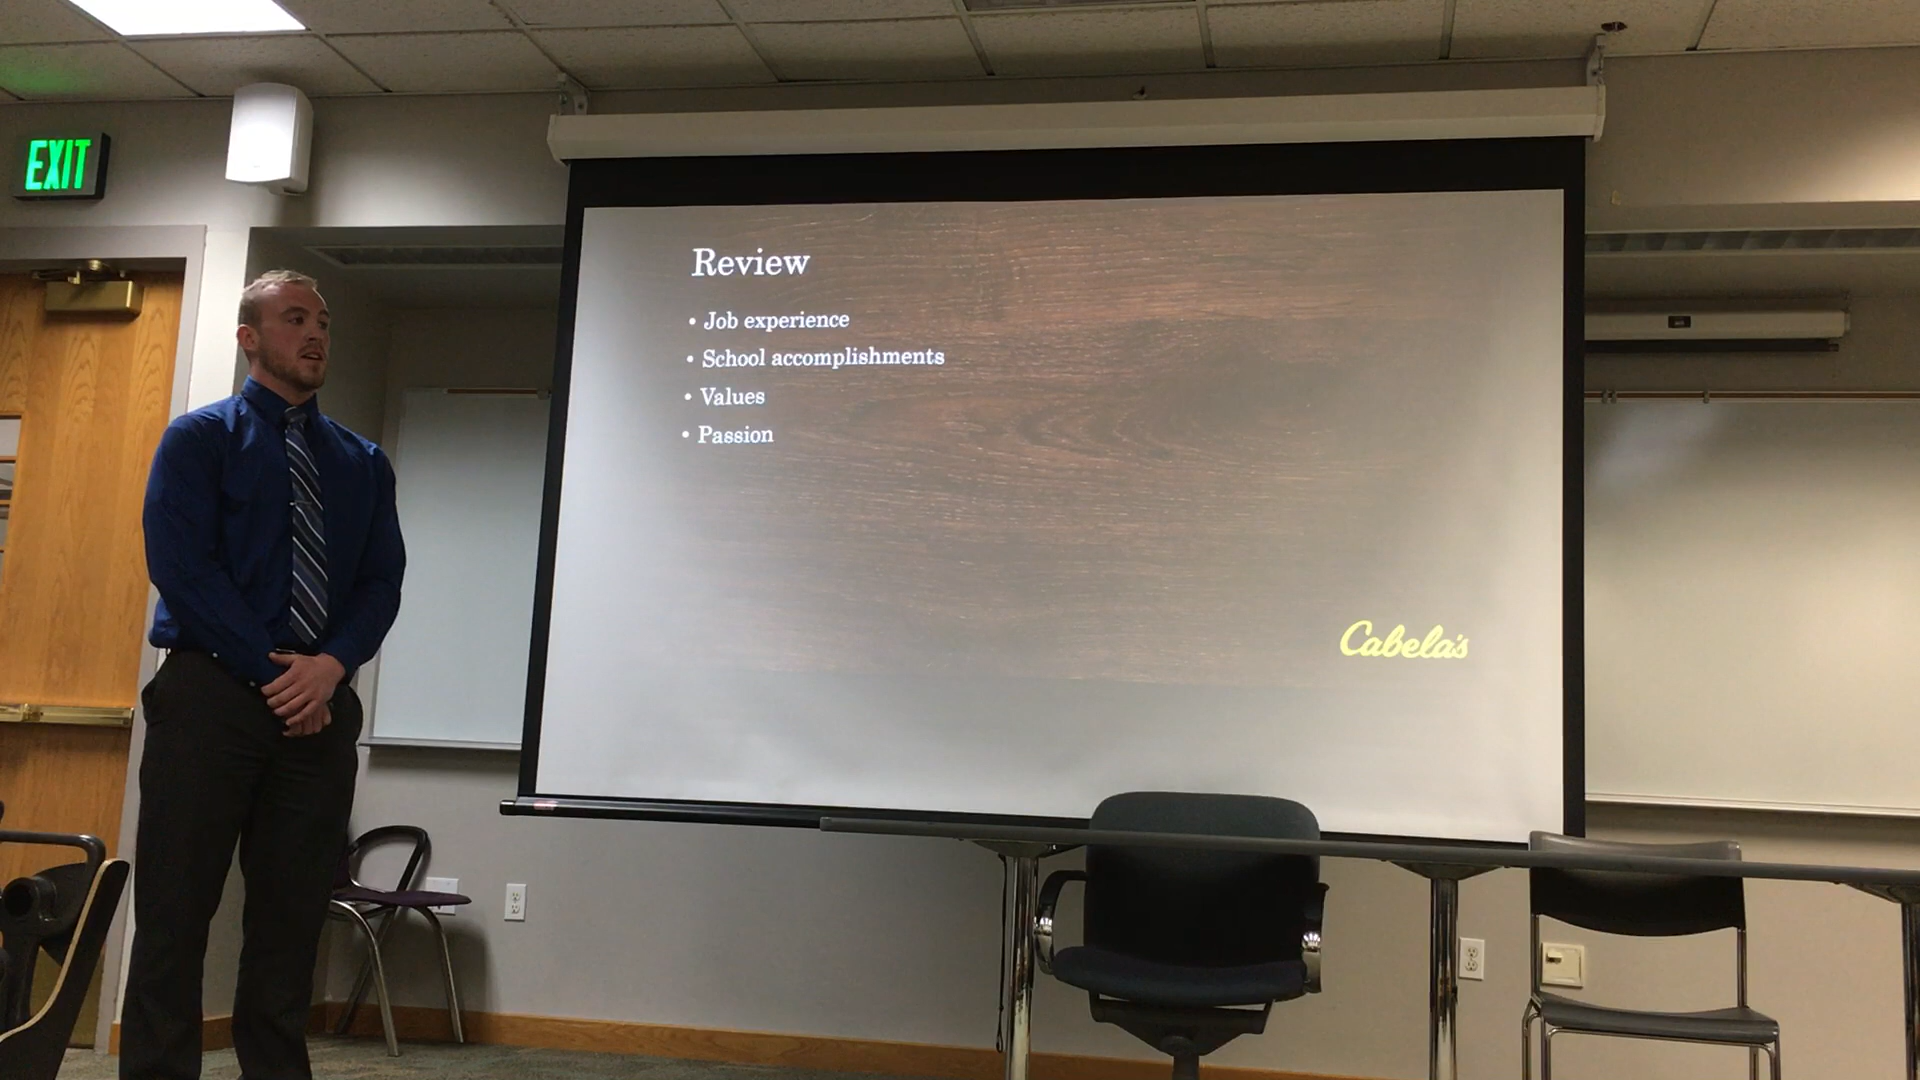 EXIT
Review
• Job experience
• School accomplishments
• Values
• Passion
Cabela's